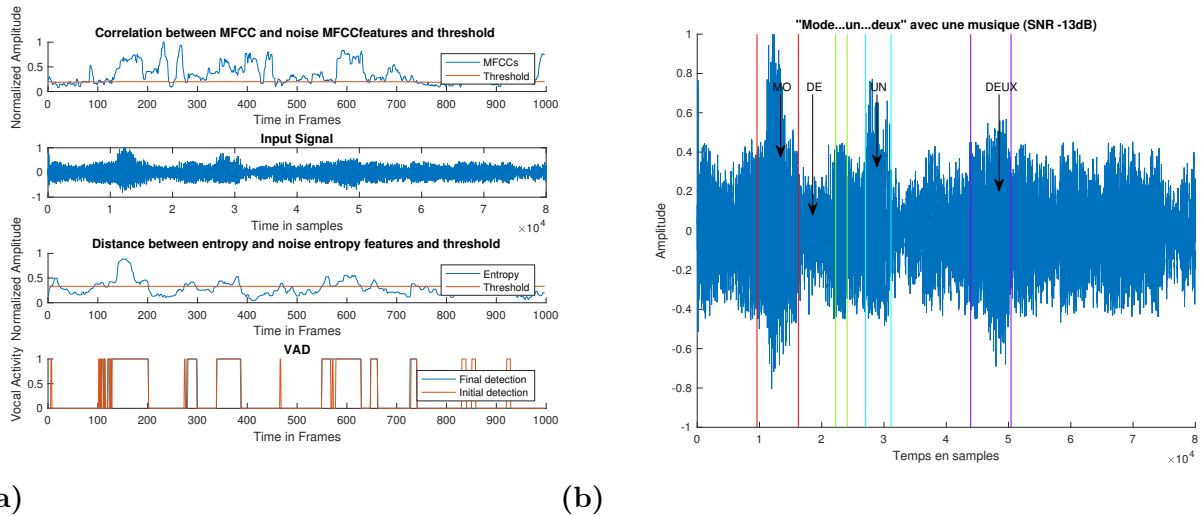 Correlation between MFCC and noise MFCCfeatures and threshold
Normalized Amplitude
1
0.5
0
MFCCs
Threshold
0 100 200 300 400 500 600 700 800 900 1000
Time in Frames
Input Signal
1
0
-1
0 1 2 3 4 5 6 7 8
Time in samples
×10^4
Distance between entropy and noise entropy features and threshold
Normalized Amplitude
1
0.5
0
Entropy
Threshold
0 100 200 300 400 500 600 700 800 900 1000
Time in Frames
VAD
Vocal Activity
1
0.5
0
Final detection
Initial detection
0 100 200 300 400 500 600 700 800 900 1000
Time in Frames
a)
"Mode...un...deux" avec une musique (SNR -13dB)
Amplitude
1
0.8
0.6
0.4
0.2
0
-0.2
-0.4
-0.6
-0.8
-1
MO DE UN DEUX
0 1 2 3 4 5 6 7 8
Temps en samples
×10^4
(b)